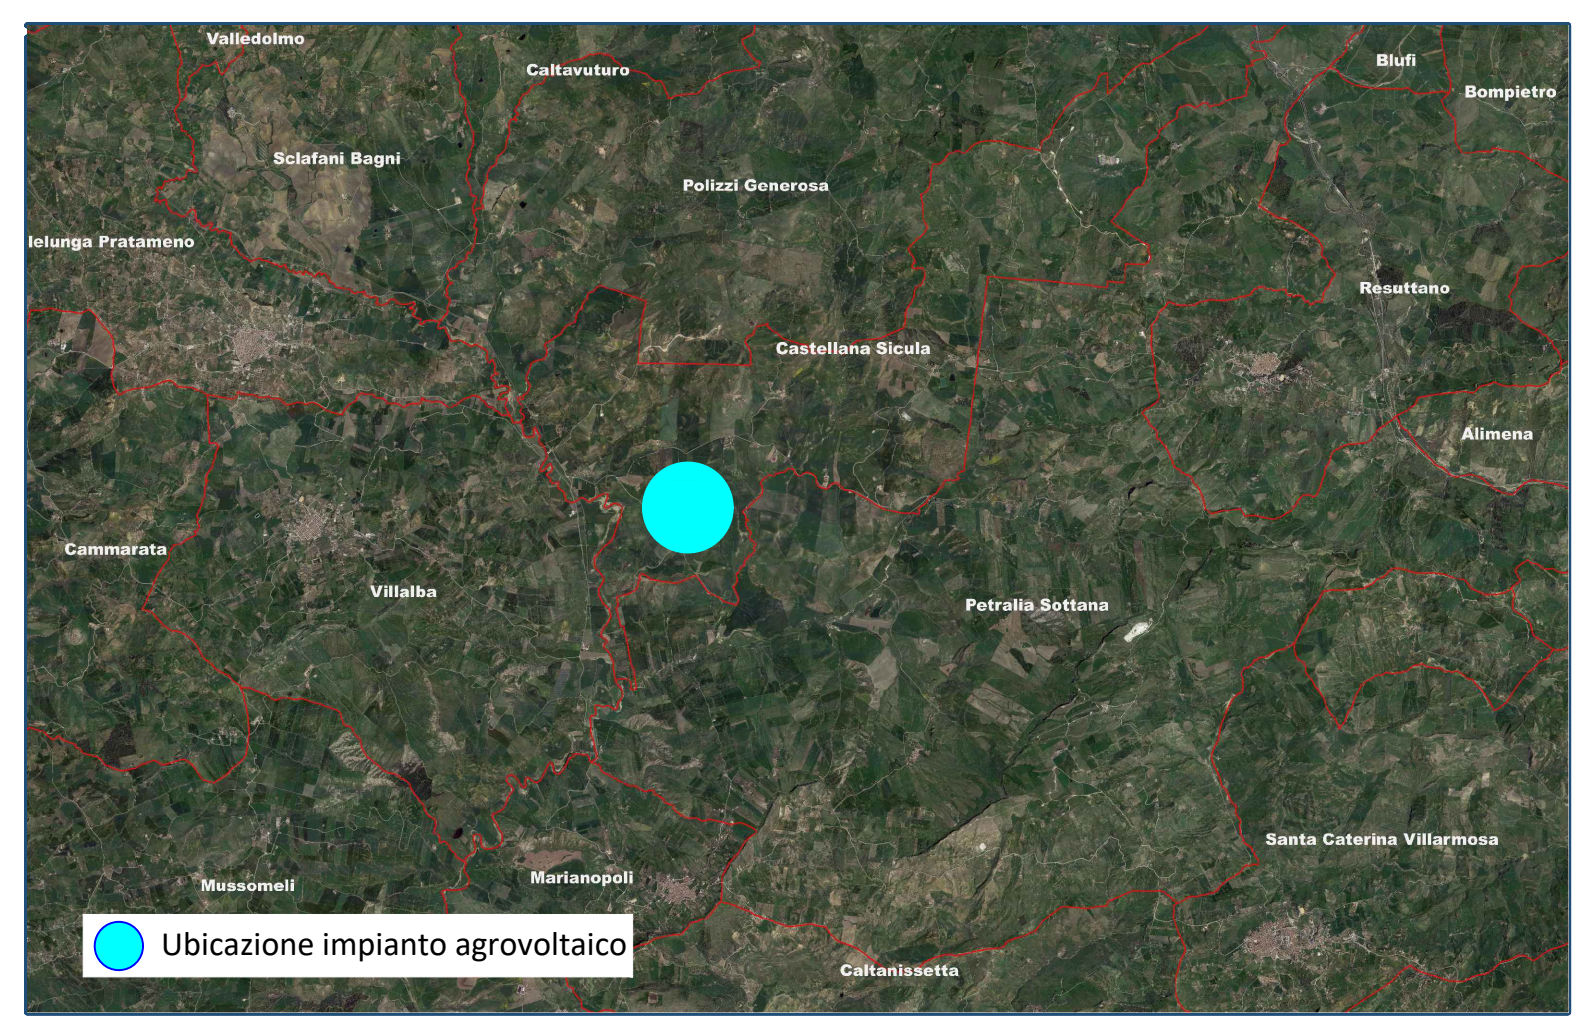 Valledolmo
Caltavuturo
Blufi
Bompietro
Sclafani Bagni
Polizzi Generosa
lelunga Pratameno
Resuttano
Castellana Sicula
Alimena
Cammarata
Villalba
Petralia Sottana
Santa Caterina Villarmosa
Marianopoli
Mussomeli
Ubicazione impianto agrovoltaico
Caltanissetta